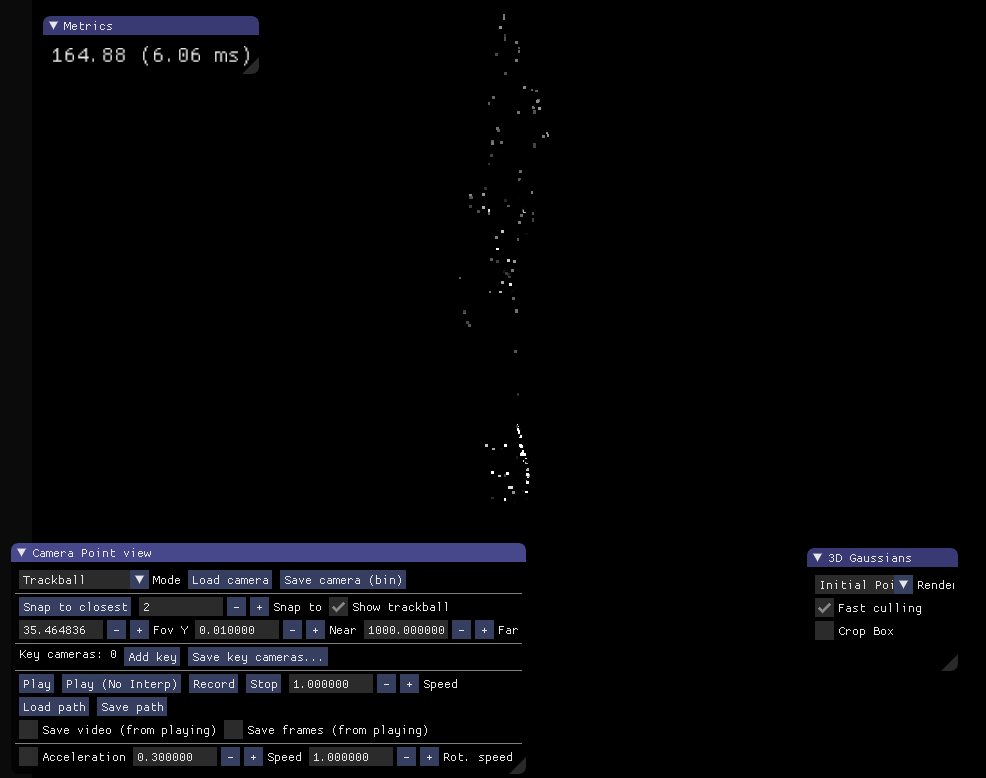 Metrics
164.88 (6.06 ms)
Camera Point view
Trackball Mode Load camera Save camera (bin)
Snap to closest 2 - + Snap to Show trackball
35.464836 - + Fov Y 0.010000 - + Near 1000.000000 - + Far
Key cameras: 0 Add key Save key cameras...
Play Play (No Interp) Record Stop 1.000000 - + Speed
Load path Save path
Save video (from playing) Save frames (from playing)
Acceleration 0.300000 - + Speed 1.000000 - + Rot. speed
3D Gaussians
Initial Poi Render
Fast culling
Crop Box